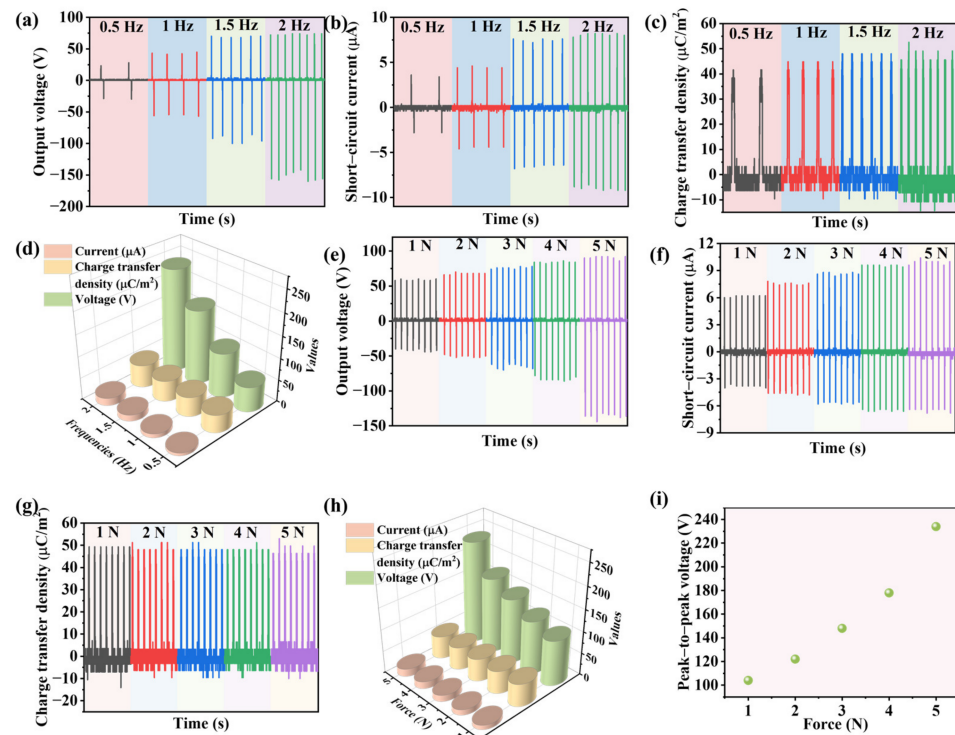 (a)
0.5 Hz 1 Hz 1.5 Hz 2 Hz
100
50
0
−50
−100
−150
−200
Output voltage (V)
Time (s)
(b)
0.5 Hz 1 Hz 1.5 Hz 2 Hz
10
5
0
−5
−10
Short−circuit current (μA)
Time (s)
(c)
0.5 Hz 1 Hz 1.5 Hz 2 Hz
60
50
40
30
20
10
0
−10
Charge transfer density (μC/m²)
Time (s)
(d)
Current (μA)
Charge transfer
density (μC/m²)
Voltage (V)
250
200
150
100
50
0
Values
2
1.5
1
0.5
Frequencies (Hz)
(e)
1 N 2 N 3 N 4 N 5 N
100
50
0
−50
−100
−150
Output voltage (V)
Time (s)
(f)
1 N 2 N 3 N 4 N 5 N
12
9
6
3
0
−3
−6
−9
Short−circuit current (μA)
Time (s)
(g)
1 N 2 N 3 N 4 N 5 N
60
50
40
30
20
10
0
−10
−20
Charge transfer density (μC/m²)
Time (s)
(h)
Current (μA)
Charge transfer
density (μC/m²)
Voltage (V)
250
200
150
100
50
0
Values
5
4
3
2
Force (N)
(i)
240
220
200
180
160
140
120
100
Peak−to−peak voltage (V)
1 2 3 4 5
Force (N)